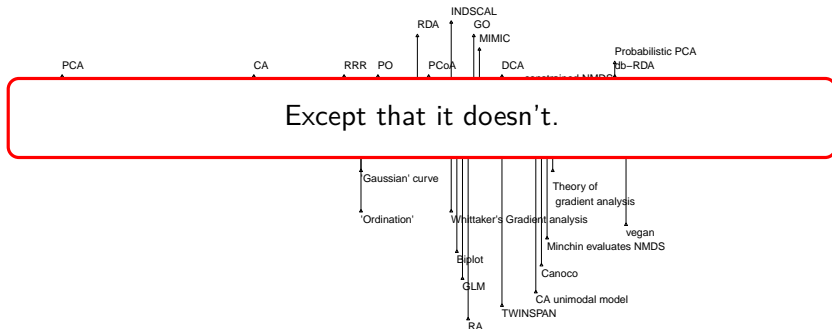 INDSCAL
RDA
GO
MIMIC
Probabilistic PCA
PCA
CA
RRR
PO
PCoA
DCA
db−RDA
constrained NMDS
Except that it doesn't.
'Gaussian' curve
Theory of
gradient analysis
'Ordination'
Whittaker's Gradient analysis
vegan
Minchin evaluates NMDS
Biplot
Canoco
GLM
CA unimodal model
TWINSPAN
RA